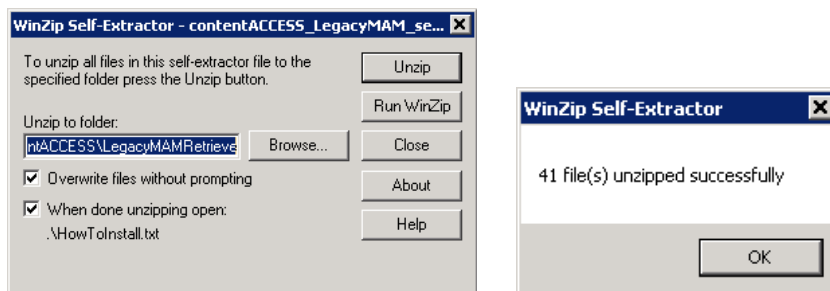 WinZip Self-Extractor - contentACCESS_LegacyMAM_se...
To unzip all files in this self-extractor file to the
specified folder press the Unzip button.
Unzip to folder:
ntACCESS\LegacyMAMRetrieve
Browse...
Overwrite files without prompting
When done unzipping open:
.\HowToInstall.txt
Unzip
Run WinZip
Close
About
Help
WinZip Self-Extractor
41 file(s) unzipped successfully
OK